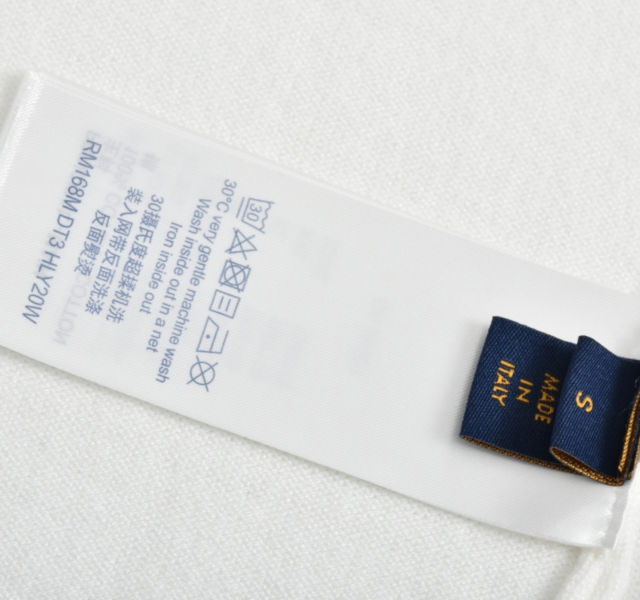 30
30°C very gentle machine wash
Wash inside out in a net
Iron inside out
30摄氏度超揉机洗
装入网带反面洗涤
反面熨烫
RM168M DT3 HLY20W
S
MADE
IN
ITALY